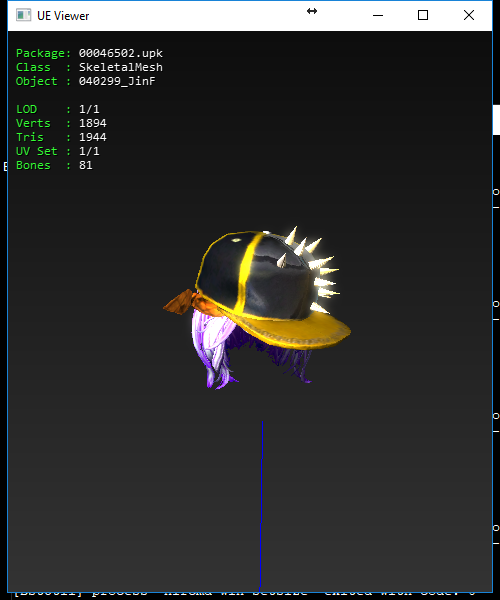 UE Viewer
Package: 00046502.upk
Class : SkeletalMesh
Object : 040299_JinF
LOD : 1/1
Verts : 1894
Tris : 1944
UV Set : 1/1
Bones : 81